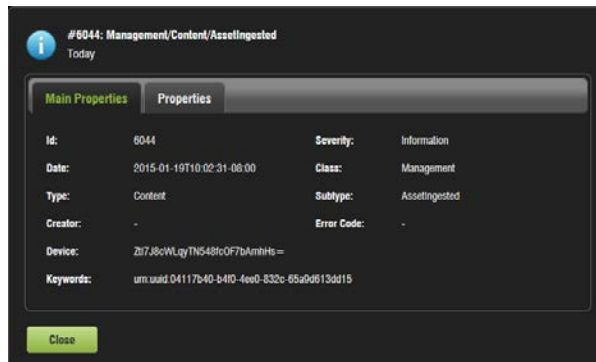 #6044: Management/Content/AssetIngested
Today
Main Properties Properties
Id: 6044 Severity: Information
Date: 2015-01-19T10:02:31-08:00 Class: Management
Type: Content Subtype: AssetIngested
Creator: - Error Code: -
Device: ZtI7J8cWLqyTN548fcOF7bAmhHs=
Keywords: urn:uuid:04117b40-b4f0-4ee0-832c-65a9d613dd15
Close